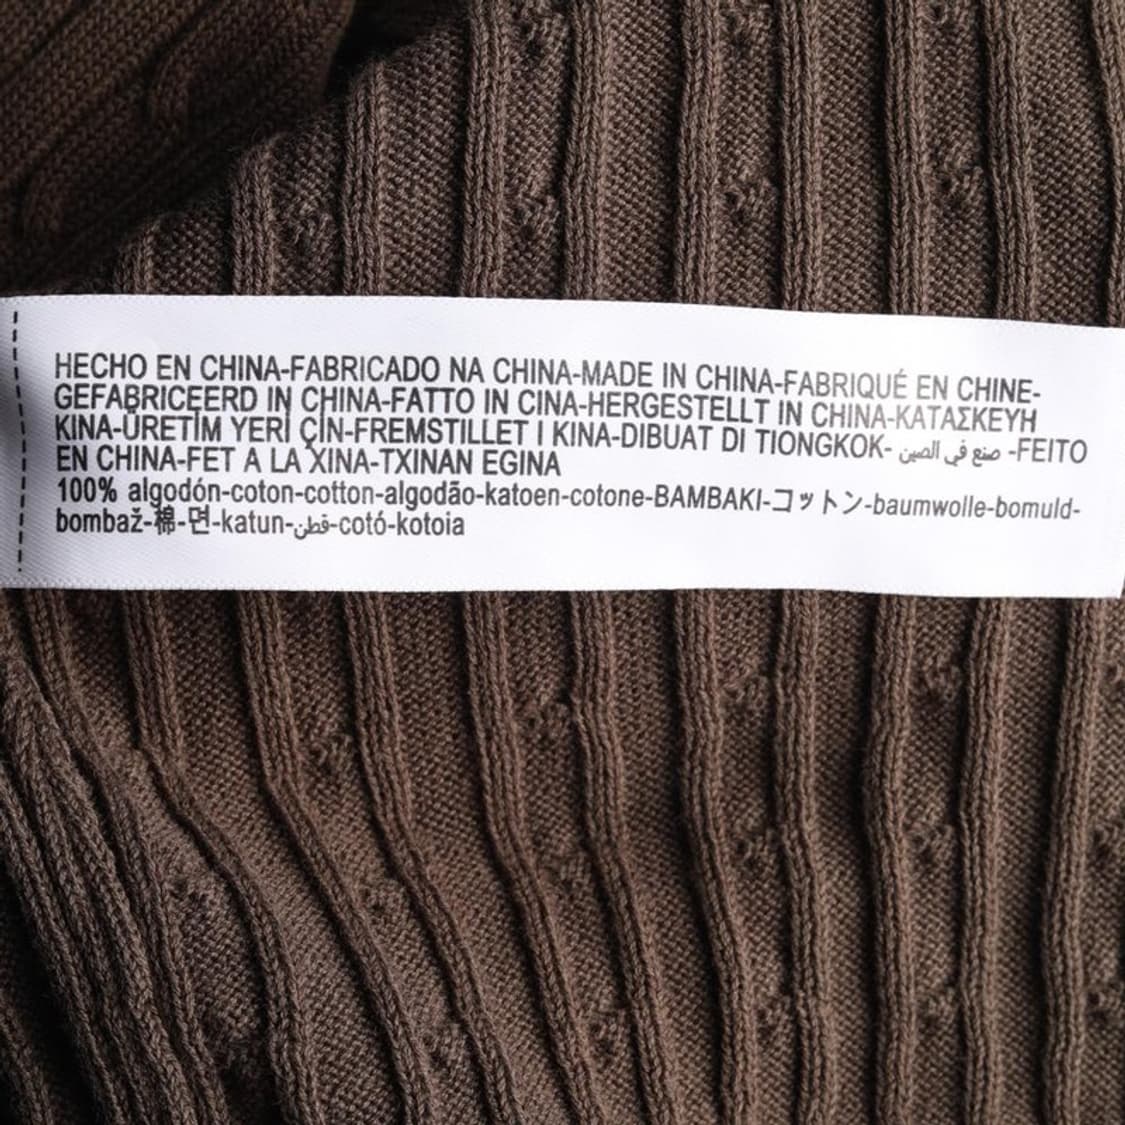 HECHO EN CHINA-FABRICADO NA CHINA-MADE IN CHINA-FABRIQUÉ EN CHINE-
GEFABRICEERD IN CHINA-FATTO IN CINA-HERGESTELLT IN CHINA-ΚΑΤΑΣΚΕΥΗ
KINA-ÜRETİM YERİ ÇİN-FREMSTILLET I KINA-DIBUAT DI TIONGKOK- صنع في الصين -FEITO
EN CHINA-FET A LA XINA-TXINAN EGINA
100% algodón-coton-cotton-algodão-katoen-cotone-BAMBAKI-コットン-baumwolle-bomuld-
bombaž-棉-면-katun-قطن-cotó-kotoia